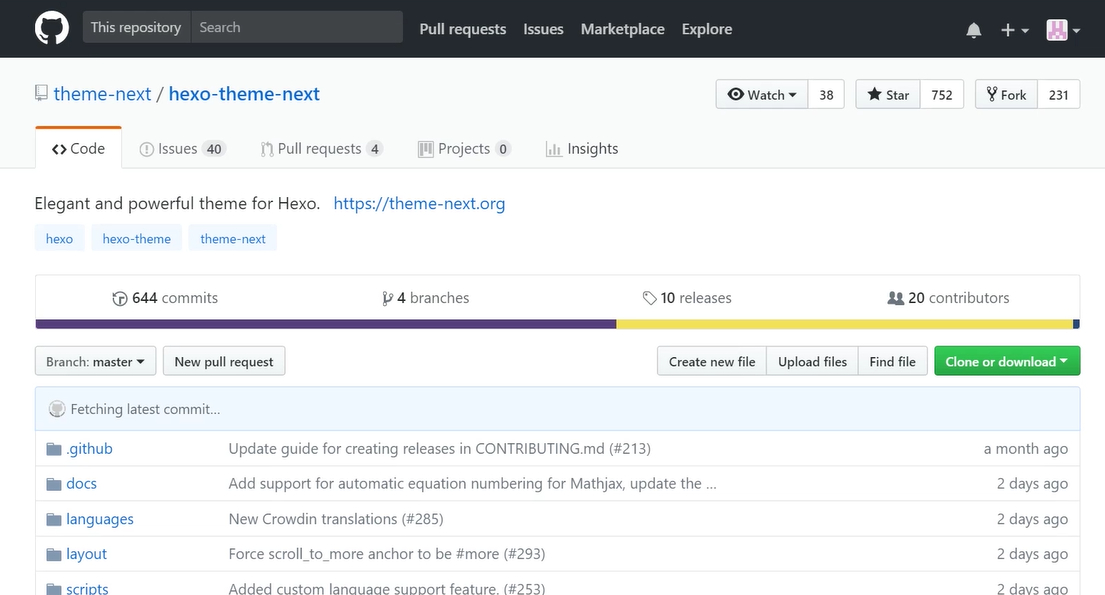 This repository Search Pull requests Issues Marketplace Explore
theme-next / hexo-theme-next Watch 38 Star 752 Fork 231
Code Issues 40 Pull requests 4 Projects 0 Insights
Elegant and powerful theme for Hexo. https://theme-next.org
hexo hexo-theme theme-next
644 commits 4 branches 10 releases 20 contributors
Branch: master New pull request Create new file Upload files Find file Clone or download
Fetching latest commit...
.github Update guide for creating releases in CONTRIBUTING.md (#213) a month ago
docs Add support for automatic equation numbering for Mathjax, update the ... 2 days ago
languages New Crowdin translations (#285) 2 days ago
layout Force scroll_to_more anchor to be #more (#293) 2 days ago
scripts Added custom language support feature. (#253) 2 days ago